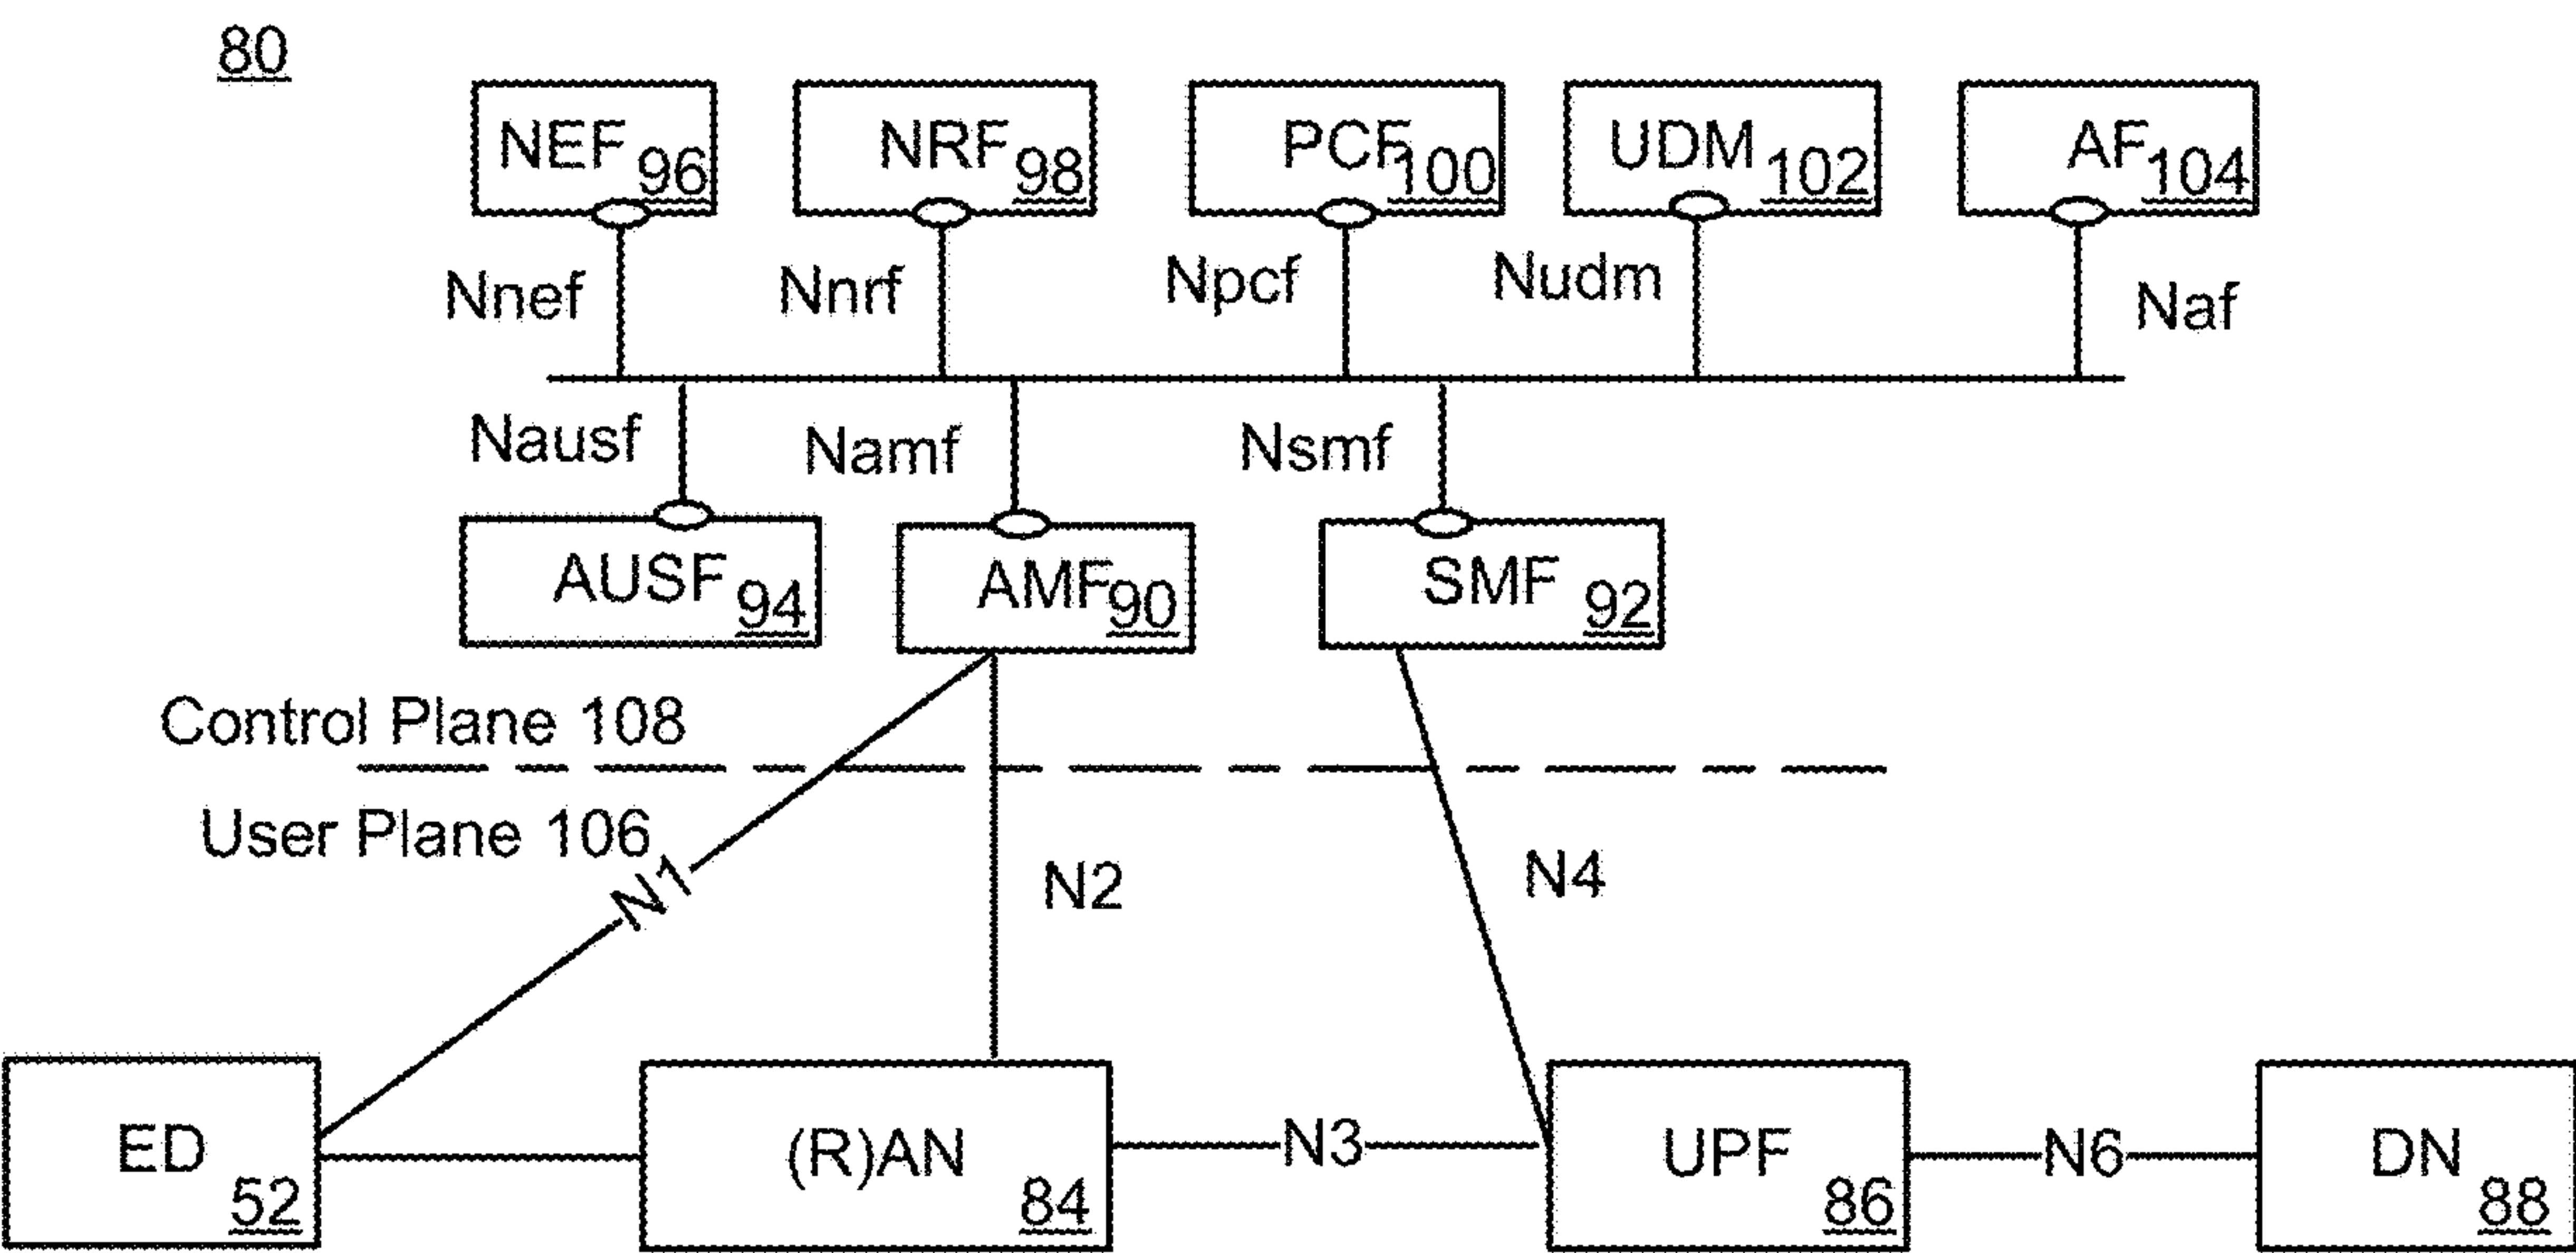 80
NEF 96
NRF 98
PCF 100
UDM 102
AF 104
Nnef
Nnrf
Npcf
Nudm
Naf
Nausf
Namf
Nsmf
AUSF 94
AMF 90
SMF 92
Control Plane 108
User Plane 106
N1
N2
N4
ED 52
(R)AN 84
N3
UPF 86
N6
DN 88